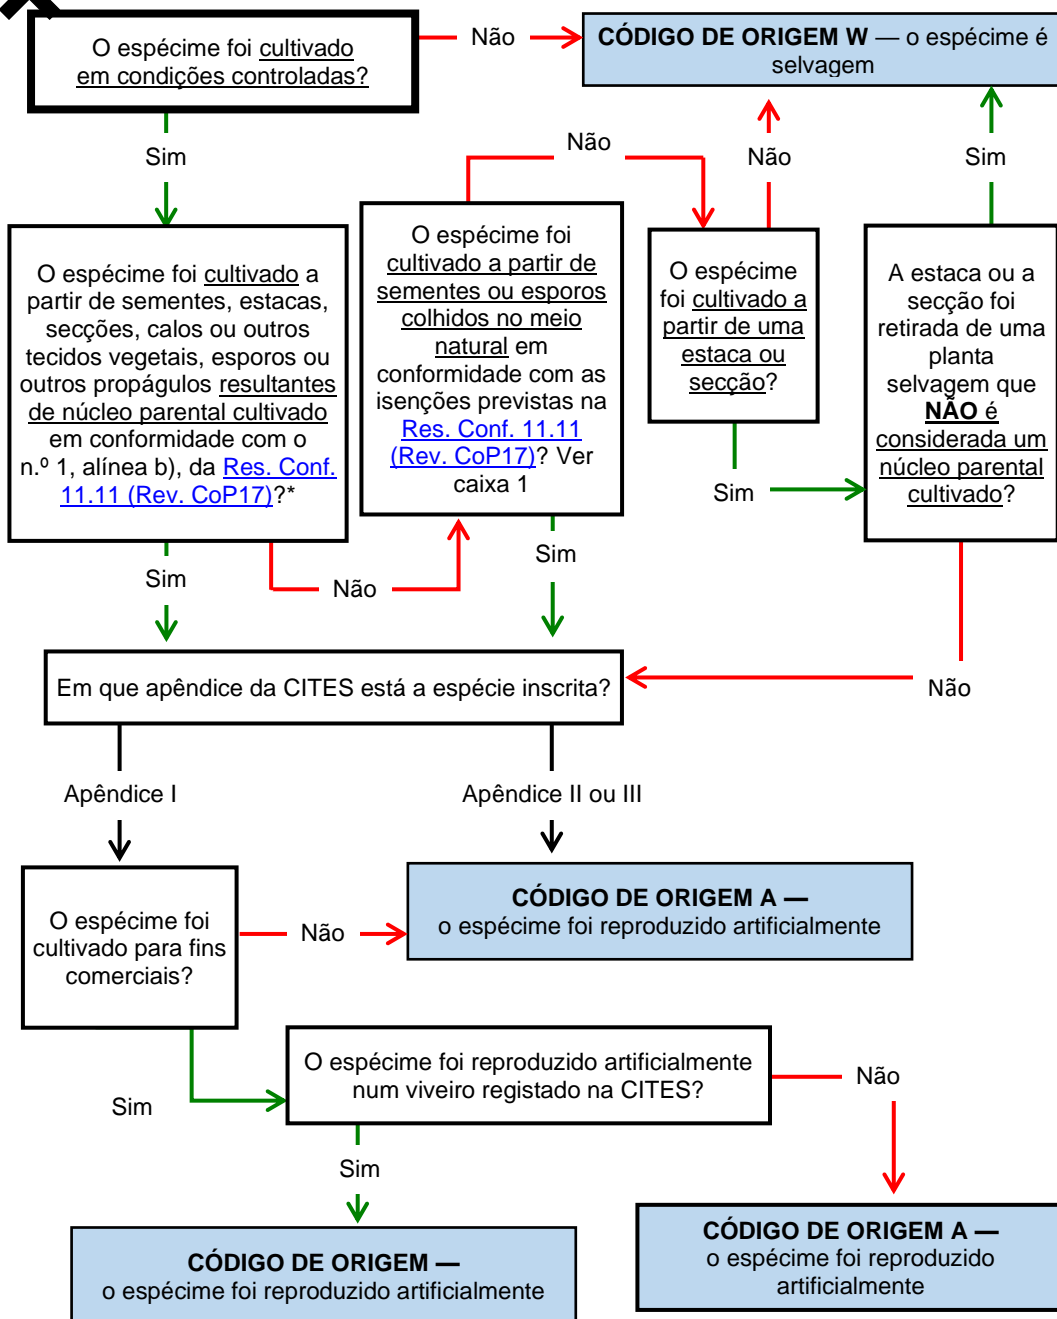 O espécime foi cultivado
em condições controladas?
Não
CÓDIGO DE ORIGEM W — o espécime é
selvagem
Sim
Não
Não
Sim
O espécime foi cultivado a
partir de sementes, estacas,
secções, calos ou outros
tecidos vegetais, esporos ou
outros propágulos resultantes
de núcleo parental cultivado
em conformidade com o
n.º 1, alínea b), da Res. Conf.
11.11 (Rev. CoP17)?*
O espécime foi
cultivado a partir de
sementes ou esporos
colhidos no meio
natural em
conformidade com as
isenções previstas na
Res. Conf. 11.11
(Rev. CoP17)? Ver
caixa 1
O espécime
foi cultivado a
partir de uma
estaca ou
secção?
A estaca ou a
secção foi
retirada de uma
planta
selvagem que
NÃO é
considerada um
núcleo parental
cultivado?
Sim
Sim
Não
Sim
Não
Em que apêndice da CITES está a espécie inscrita?
Apêndice I
Apêndice II ou III
O espécime foi
cultivado para fins
comerciais?
Não
CÓDIGO DE ORIGEM A —
o espécime foi reproduzido artificialmente
Sim
O espécime foi reproduzido artificialmente
num viveiro registado na CITES?
Não
Sim
CÓDIGO DE ORIGEM —
o espécime foi reproduzido artificialmente
CÓDIGO DE ORIGEM A —
o espécime foi reproduzido
artificialmente